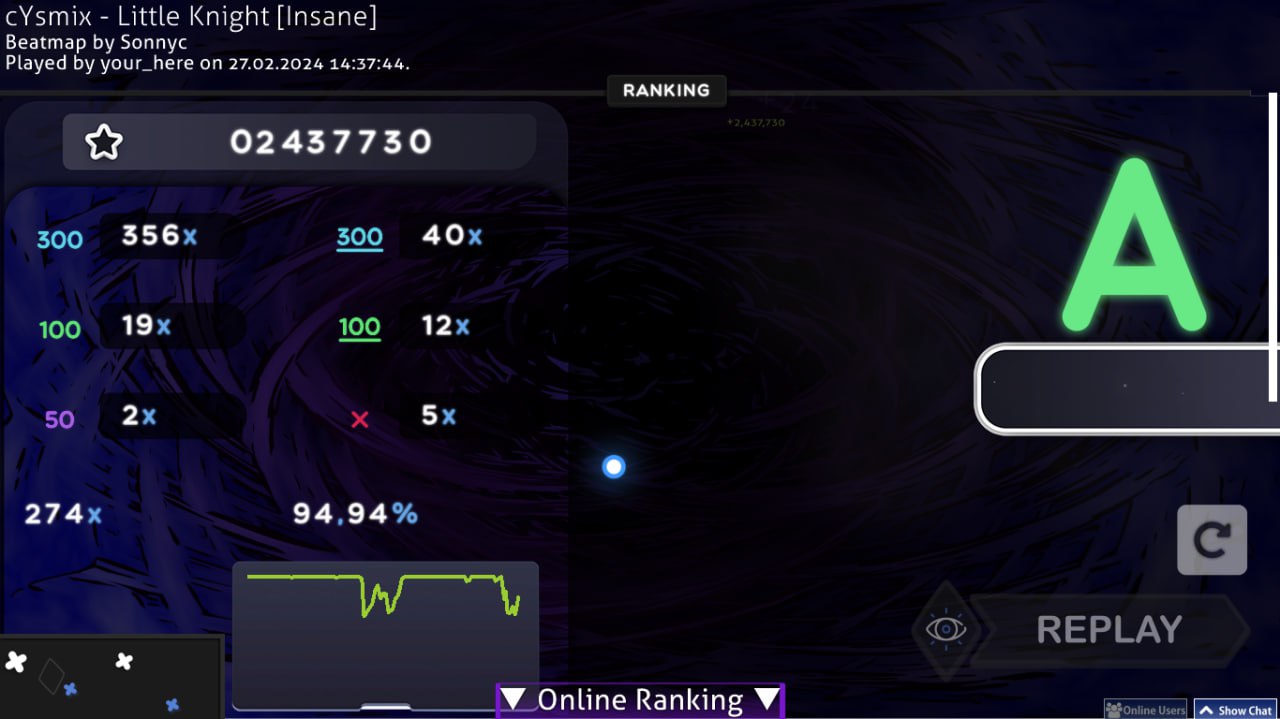 cYsmix - Little Knight [Insane]
Beatmap by Sonnyc
Played by your_here on 27.02.2024 14:37:44.
RANKING
+2,437,730
02437730
300 356x 300 40x
100 19x 100 12x
50 2x X 5x
274x 94,94%
A
REPLAY
▼ Online Ranking ▼
Online Users
Show Chat